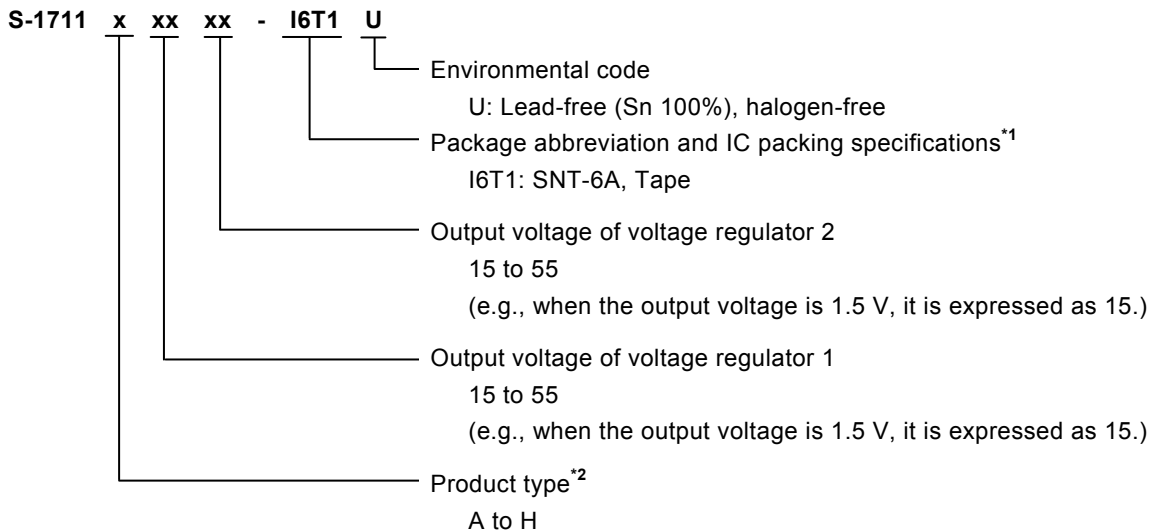 S-1711 x xx xx - I6T1 U
Environmental code
U: Lead-free (Sn 100%), halogen-free
Package abbreviation and IC packing specifications*1
I6T1: SNT-6A, Tape
Output voltage of voltage regulator 2
15 to 55
(e.g., when the output voltage is 1.5 V, it is expressed as 15.)
Output voltage of voltage regulator 1
15 to 55
(e.g., when the output voltage is 1.5 V, it is expressed as 15.)
Product type*2
A to H